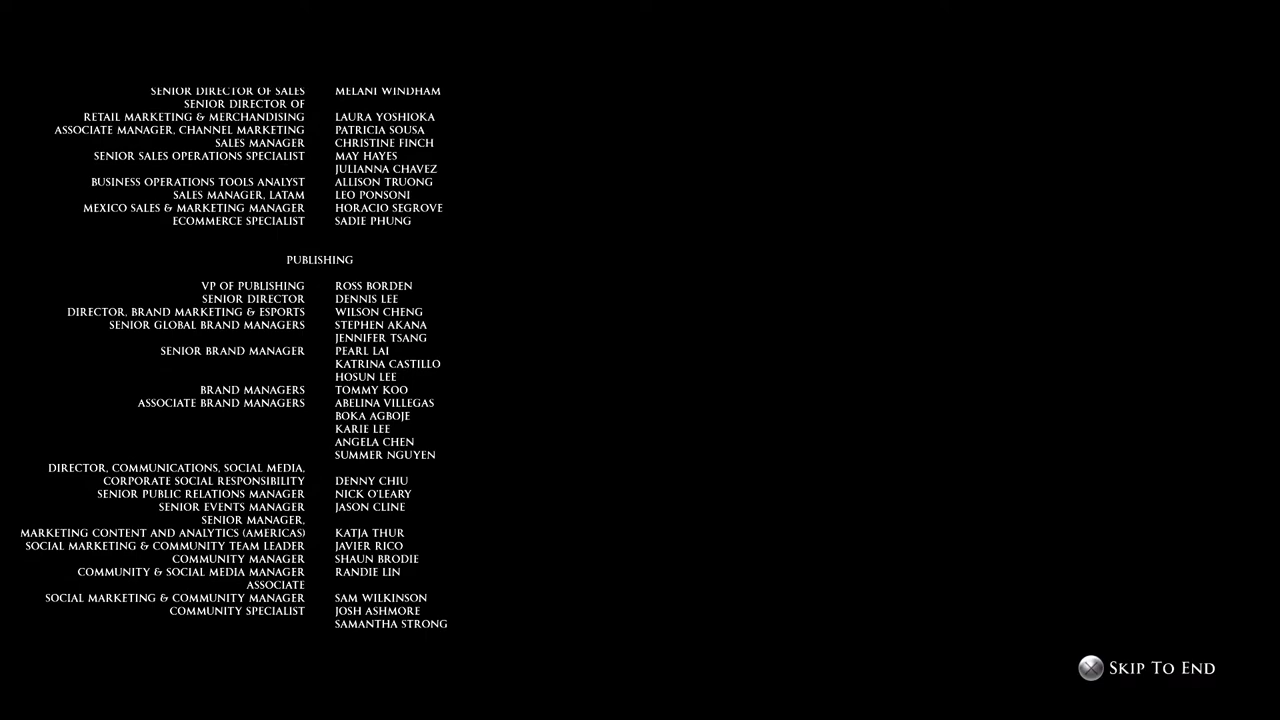 SENIOR DIRECTOR OF SALES MELANI WINDHAM
SENIOR DIRECTOR OF
RETAIL MARKETING & MERCHANDISING LAURA YOSHIOKA
ASSOCIATE MANAGER, CHANNEL MARKETING PATRICIA SOUSA
SALES MANAGER CHRISTINE FINCH
SENIOR SALES OPERATIONS SPECIALIST MAY HAYES
JULIANNA CHAVEZ
BUSINESS OPERATIONS TOOLS ANALYST ALLISON TRUONG
SALES MANAGER, LATAM LEO PONSONI
MEXICO SALES & MARKETING MANAGER HORACIO SEGROVE
ECOMMERCE SPECIALIST SADIE PHUNG
PUBLISHING
VP OF PUBLISHING ROSS BORDEN
SENIOR DIRECTOR DENNIS LEE
DIRECTOR, BRAND MARKETING & ESPORTS WILSON CHENG
SENIOR GLOBAL BRAND MANAGERS STEPHEN AKANA
JENNIFER TSANG
SENIOR BRAND MANAGER PEARL LAI
KATRINA CASTILLO
HOSUN LEE
BRAND MANAGERS TOMMY KOO
ASSOCIATE BRAND MANAGERS ABELINA VILLEGAS
BOKA AGBOJE
KARIE LEE
ANGELA CHEN
SUMMER NGUYEN
DIRECTOR, COMMUNICATIONS, SOCIAL MEDIA,
CORPORATE SOCIAL RESPONSIBILITY DENNY CHIU
SENIOR PUBLIC RELATIONS MANAGER NICK O'LEARY
SENIOR EVENTS MANAGER JASON CLINE
SENIOR MANAGER,
MARKETING CONTENT AND ANALYTICS (AMERICAS) KATJA THUR
SOCIAL MARKETING & COMMUNITY TEAM LEADER JAVIER RICO
COMMUNITY MANAGER SHAUN BRODIE
COMMUNITY & SOCIAL MEDIA MANAGER RANDIE LIN
ASSOCIATE
SOCIAL MARKETING & COMMUNITY MANAGER SAM WILKINSON
COMMUNITY SPECIALIST JOSH ASHMORE
SAMANTHA STRONG
SKIP TO END